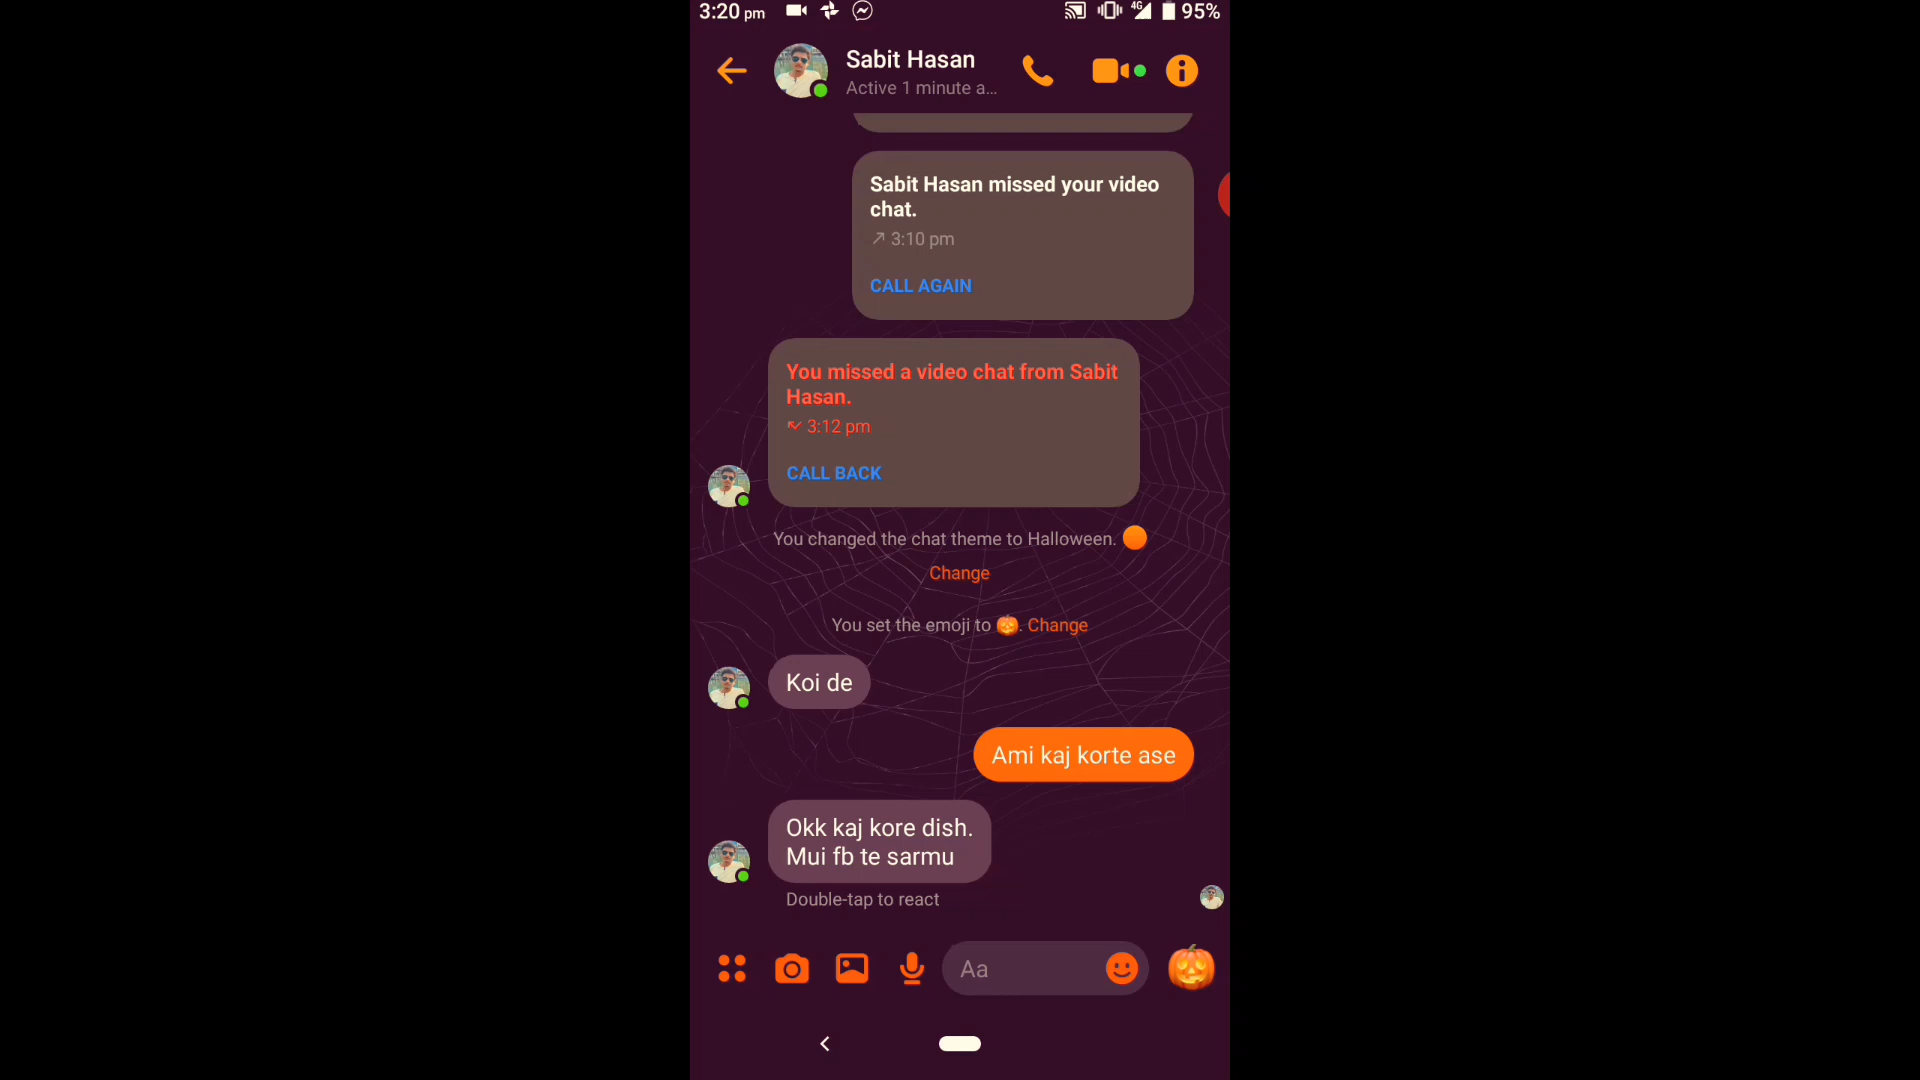 3:20 pm
4G
95%
Sabit Hasan
Active 1 minute a...
Sabit Hasan missed your video
chat.
3:10 pm
CALL AGAIN
You missed a video chat from Sabit
Hasan.
3:12 pm
CALL BACK
You changed the chat theme to Halloween.
Change
You set the emoji to 🎃. Change
Koi de
Ami kaj korte ase
Okk kaj kore dish.
Mui fb te sarmu
Double-tap to react
Aa